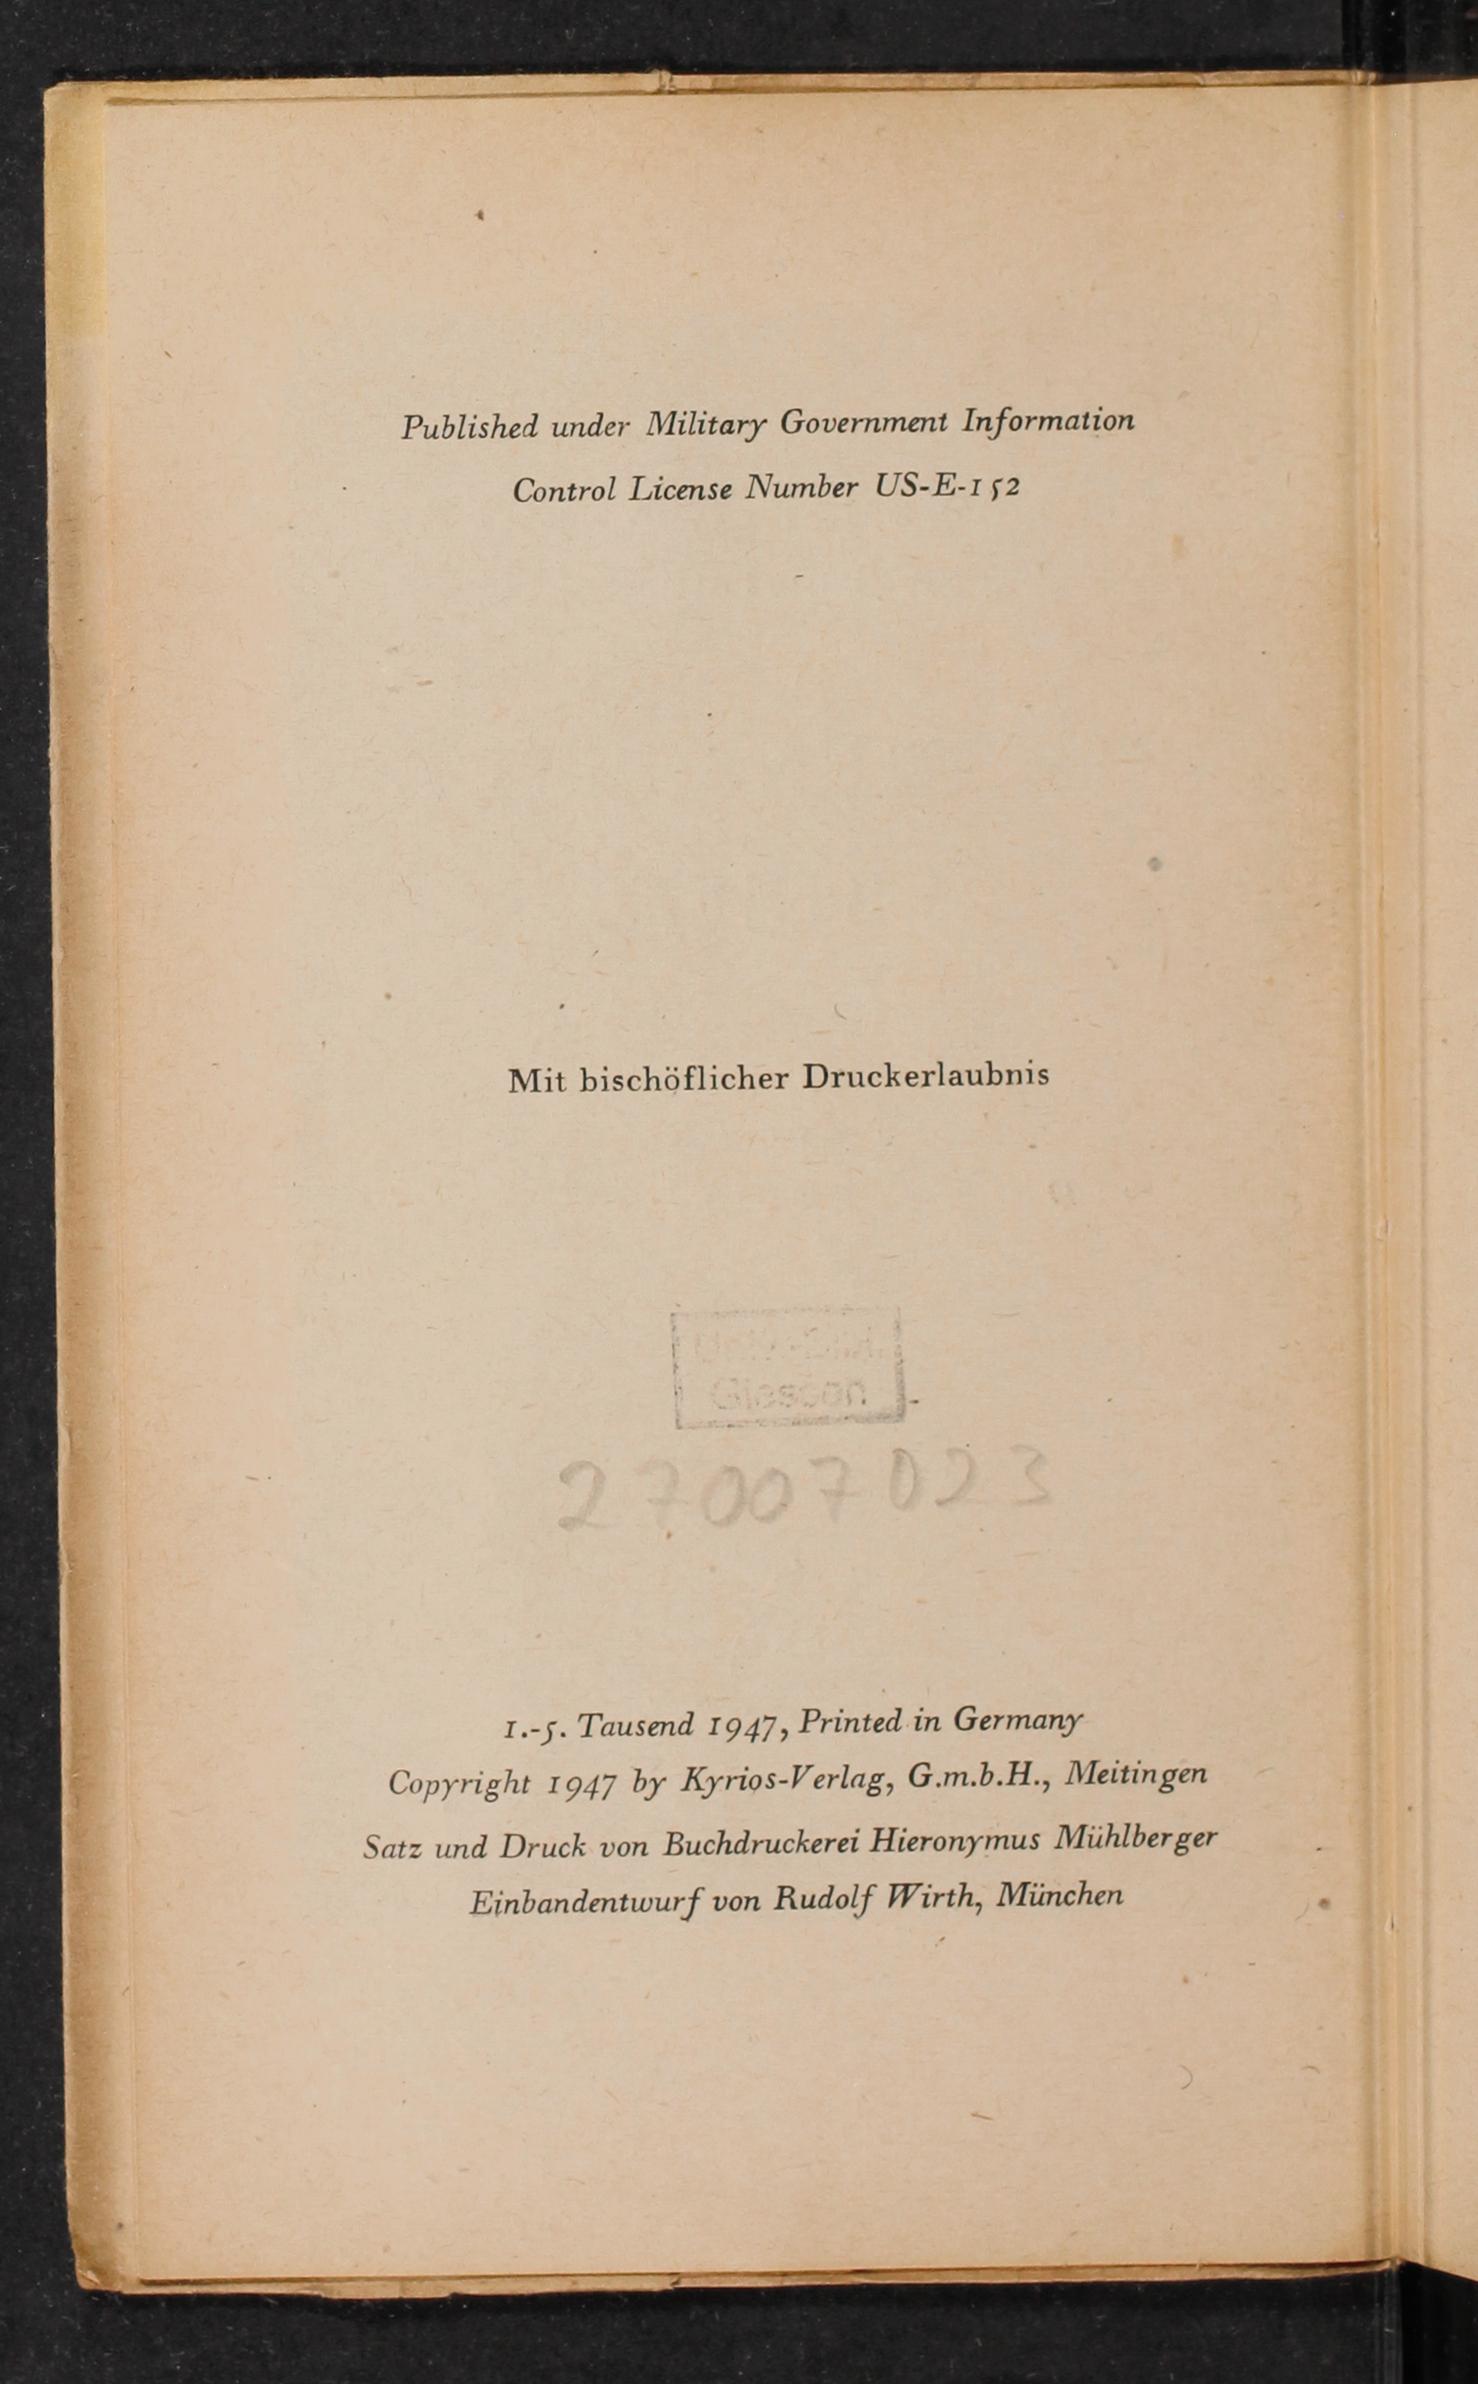 Published under Military Government Information
Control License Number US-E-152
Mit bischöflicher Druckerlaubnis
Giessen
27007023
1.-5. Tausend 1947, Printed in Germany
Copyright 1947 by Kyrios-Verlag, G.m.b.H., Meitingen
Satz und Druck von Buchdruckerei Hieronymus Mühlberger
Einbandentwurf von Rudolf Wirth, München